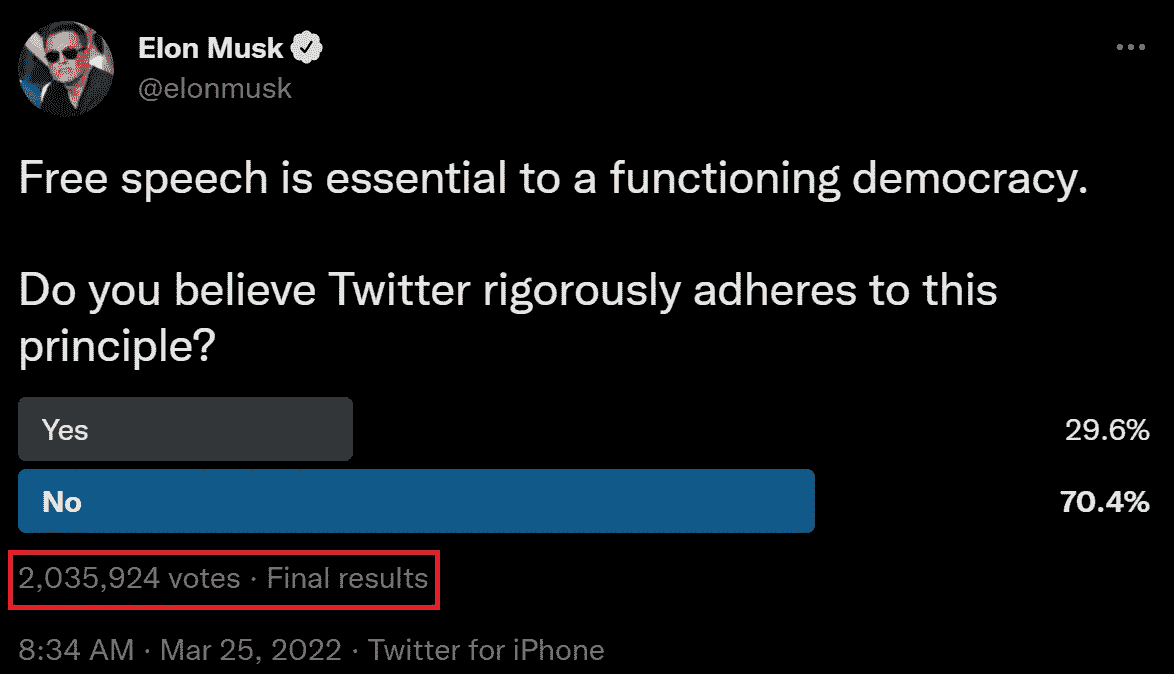 Elon Musk
@elonmusk
Free speech is essential to a functioning democracy.
Do you believe Twitter rigorously adheres to this
principle?
Yes 29.6%
No 70.4%
2,035,924 votes · Final results
8:34 AM · Mar 25, 2022 · Twitter for iPhone